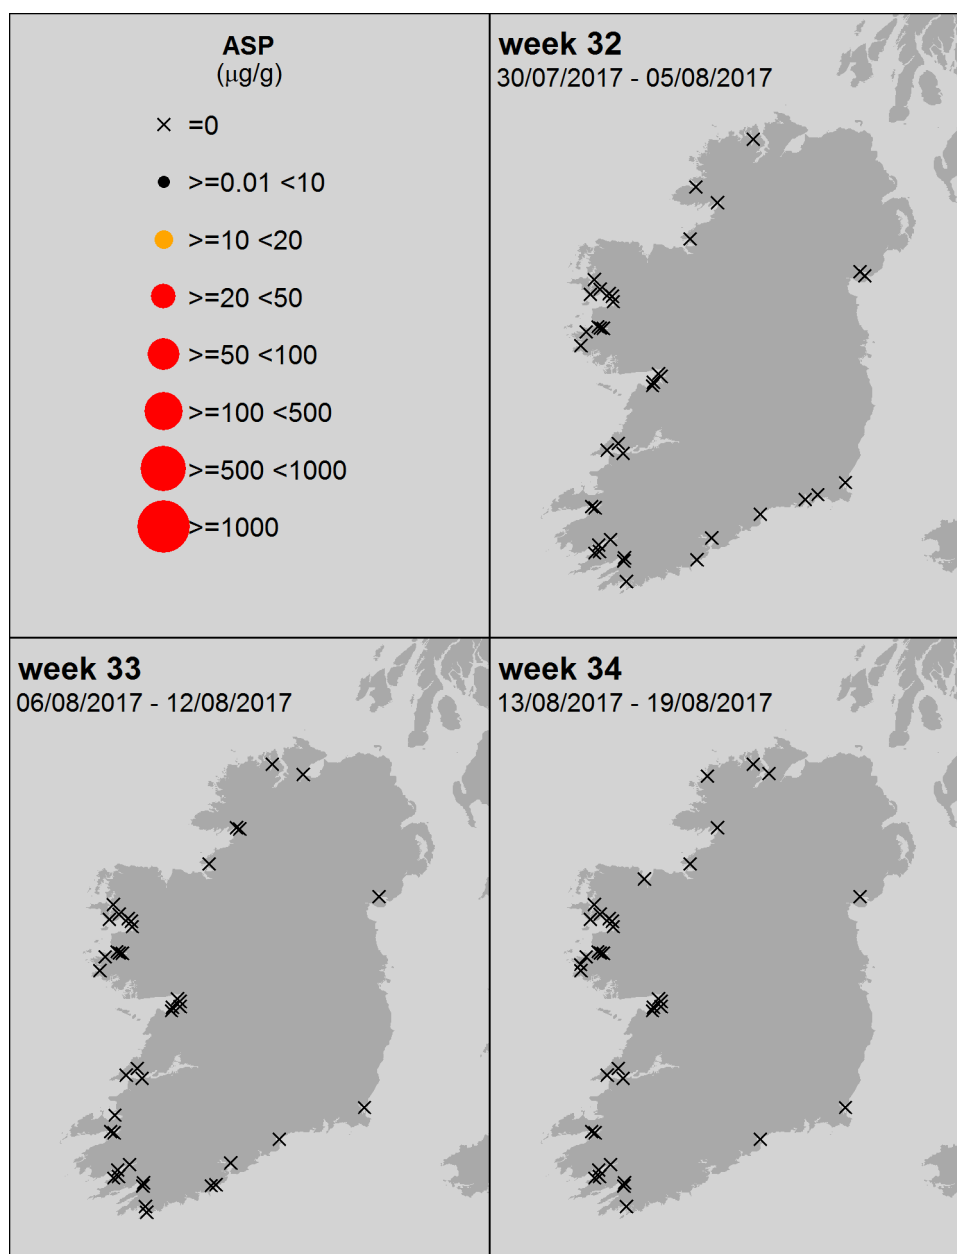 ASP
(μg/g)
=0
>=0.01 <10
>=10 <20
>=20 <50
>=50 <100
>=100 <500
>=500 <1000
>=1000
week 32
30/07/2017 - 05/08/2017
week 33
06/08/2017 - 12/08/2017
week 34
13/08/2017 - 19/08/2017